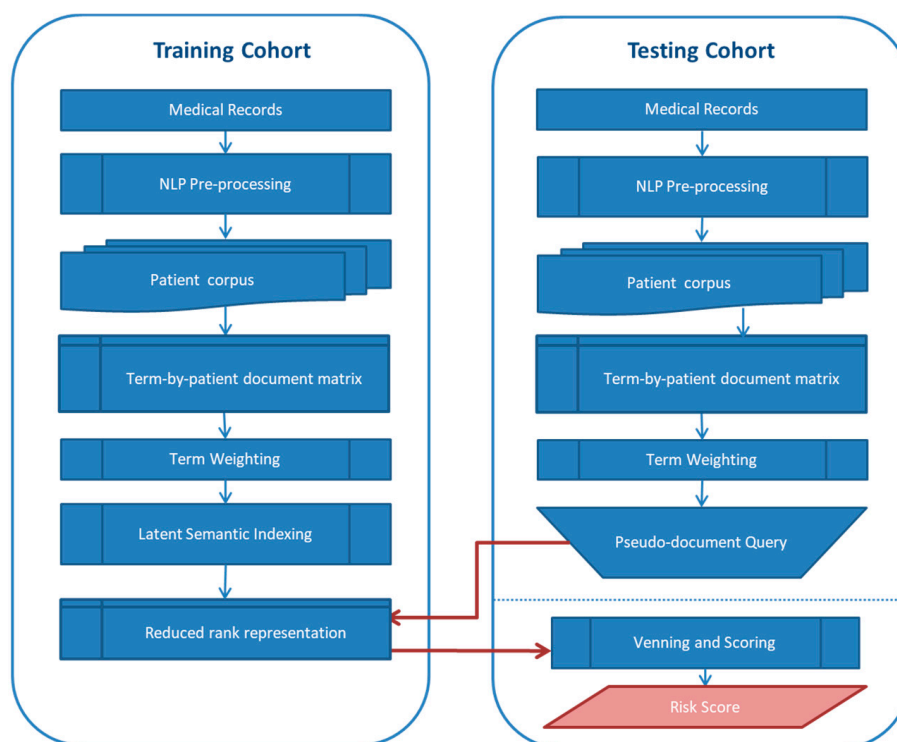 Training Cohort
Medical Records
NLP Pre-processing
Patient corpus
Term-by-patient document matrix
Term Weighting
Latent Semantic Indexing
Reduced rank representation
Testing Cohort
Medical Records
NLP Pre-processing
Patient corpus
Term-by-patient document matrix
Term Weighting
Pseudo-document Query
Venning and Scoring
Risk Score